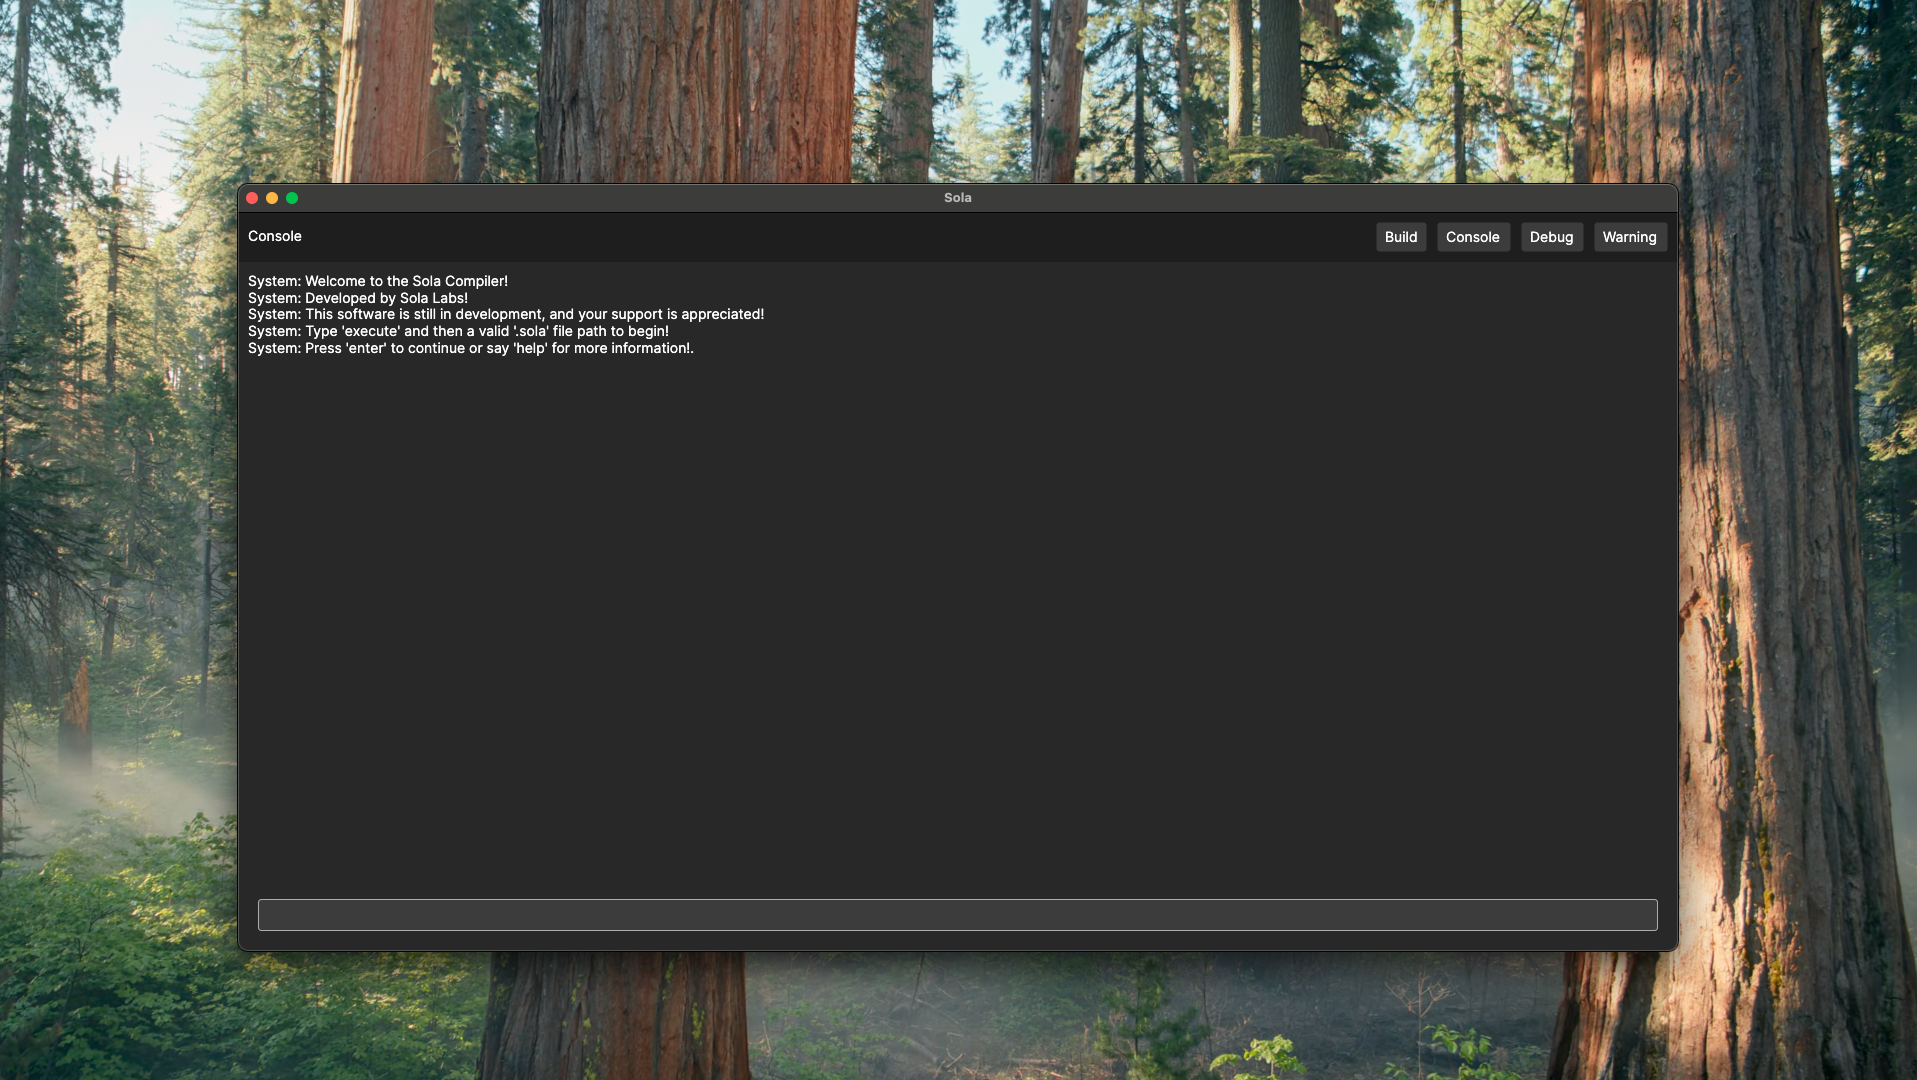 Sola
Console
Build
Console
Debug
Warning
System: Welcome to the Sola Compiler!
System: Developed by Sola Labs!
System: This software is still in development, and your support is appreciated!
System: Type 'execute' and then a valid '.sola' file path to begin!
System: Press 'enter' to continue or say 'help' for more information!.